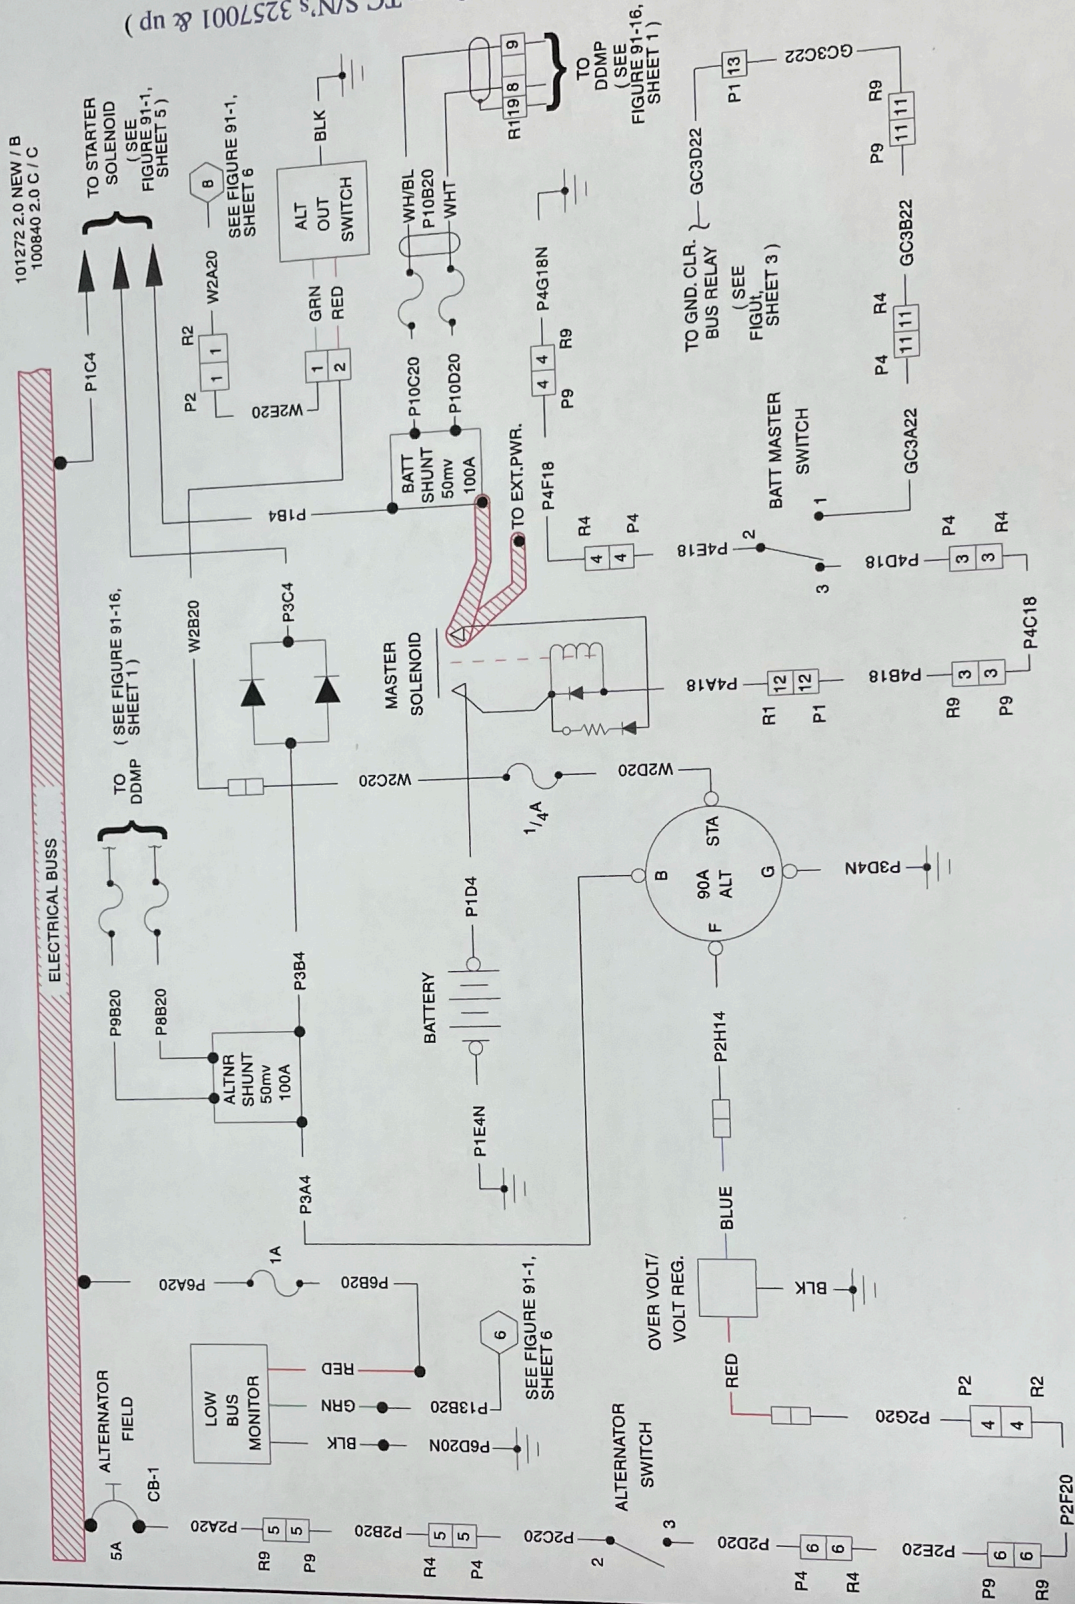 TC S/N's 3257001 & up )
101272 2.0 NEW / B
100840 2.0 C / C
ELECTRICAL BUSS
P1C4
TO STARTER
SOLENOID
( SEE
FIGURE 91-1,
SHEET 5 )
8
SEE FIGURE 91-1,
SHEET 6
W2A20
R2
1 1
P2
W2E20
ALT
OUT
SWITCH
BLK
GRN
RED
1
2
WH/BL
P10B20
WHT
R1 19 8 9
TO
DDMP
( SEE
FIGURE 91-16,
SHEET 1 )
P10C20
P10D20
BATT
SHUNT
50mv
100A
P1B4
TO EXT.PWR.
P4G18N
R9
4 4
P9
P4F18
R4 P4
4
4
P4E18
2
BATT MASTER
SWITCH
1
3
GC3A22
P4 R4
11 11
GC3B22
P9 R9
11 11
GC3C22
P1 13
GC3D22
TO GND. CLR.
BUS RELAY
( SEE
FIGUt,
SHEET 3 )
P4D18
P4 R4
3
3
P4C18
R9 P9
3
3
P4B18
R1 P1
12
12
P4A18
MASTER
SOLENOID
W2B20
P3C4
TO
DDMP
( SEE FIGURE 91-16,
SHEET 1 )
P9B20
P8B20
ALTNR
SHUNT
50mv
100A
P3B4
P3A4
W2C20
1/4A
W2D20
B
STA
90A
ALT
F
G
P3D4N
P1D4
BATTERY
P1E4N
P2H14
BLUE
OVER VOLT/
VOLT REG.
BLK
RED
P2G20
P2 R2
4
4
P2F20
P9 R9
6
6
P2E20
P4 R4
6
6
P2D20
3
2
ALTERNATOR
SWITCH
P2C20
R4 P4
5
5
P2B20
R9 P9
5
5
P2A20
5A
CB-1
ALTERNATOR
FIELD
LOW
BUS
MONITOR
RED
GRN
BLK
P6A20
1A
P6B20
P13B20
6
SEE FIGURE 91-1,
SHEET 6
P6D20N